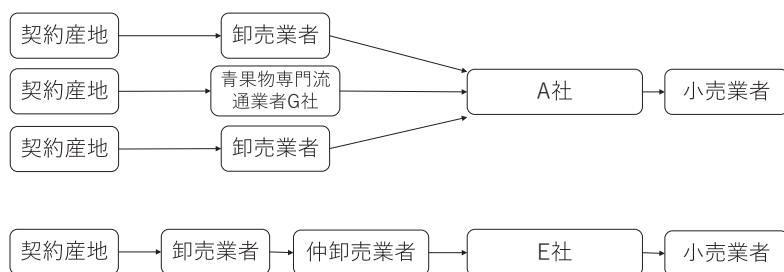 契約産地
卸売業者
契約産地
青果物専門流
通業者G社
A社
小売業者
契約産地
卸売業者
契約産地
卸売業者
仲卸売業者
E社
小売業者